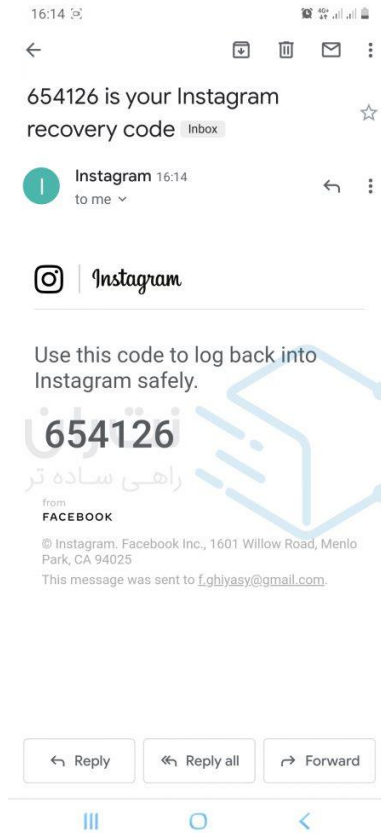 16:14
4G+
654126 is your Instagram
recovery code Inbox
I
Instagram 16:14
to me
Instagram
Use this code to log back into
Instagram safely.
654126
راهی ساده تر
from
FACEBOOK
© Instagram. Facebook Inc., 1601 Willow Road, Menlo
Park, CA 94025
This message was sent to f.ghiyasy@gmail.com.
Reply
Reply all
Forward